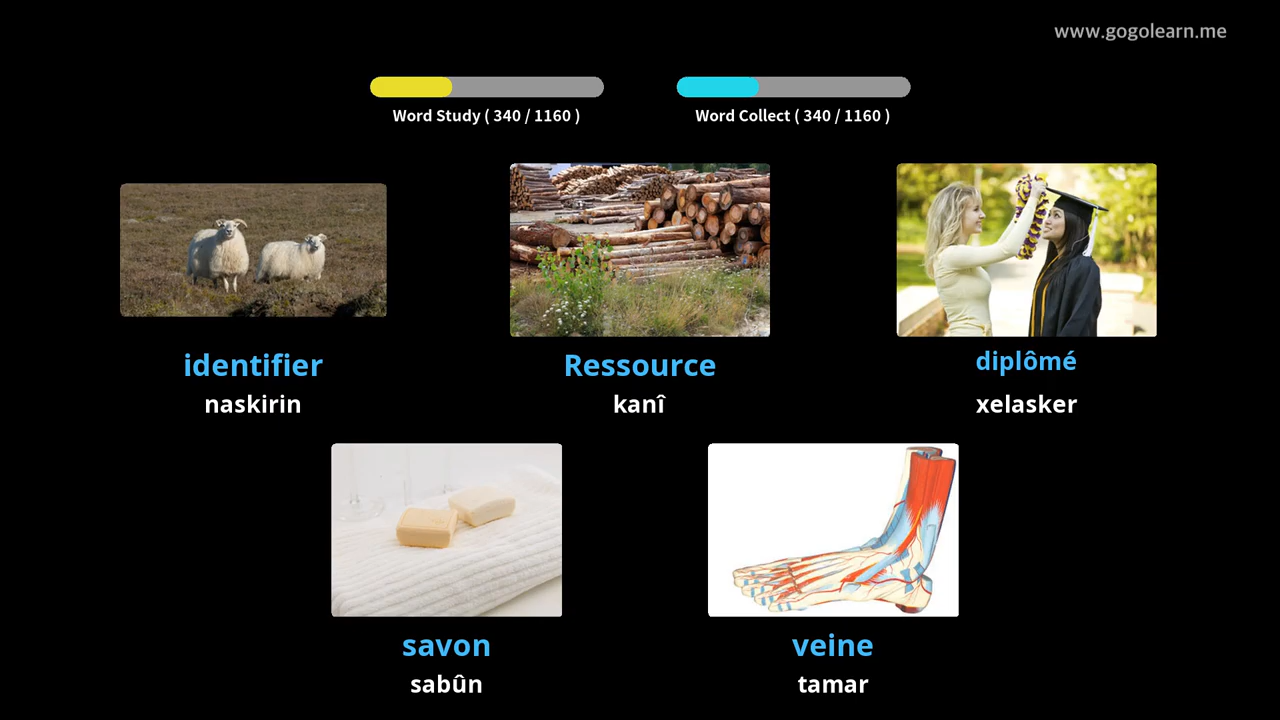 www.gogolearn.me
Word Study ( 340 / 1160 )
Word Collect ( 340 / 1160 )
identifier
naskirin
Ressource
kanî
diplômé
xelasker
savon
sabûn
veine
tamar